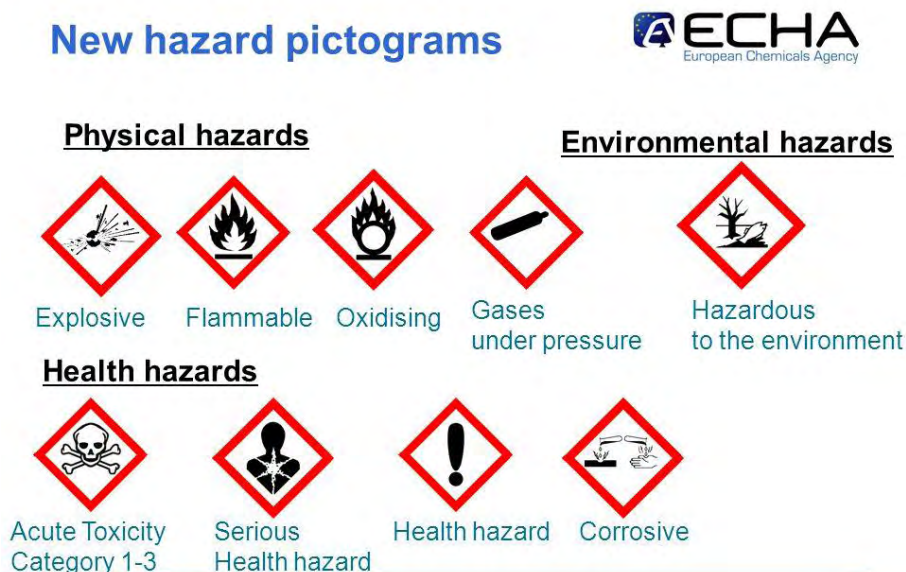 New hazard pictograms
ECHA
European Chemicals Agency
Physical hazards
Environmental hazards
Explosive
Flammable
Oxidising
Gases
under pressure
Hazardous
to the environment
Health hazards
Acute Toxicity
Category 1-3
Serious
Health hazard
Health hazard
Corrosive